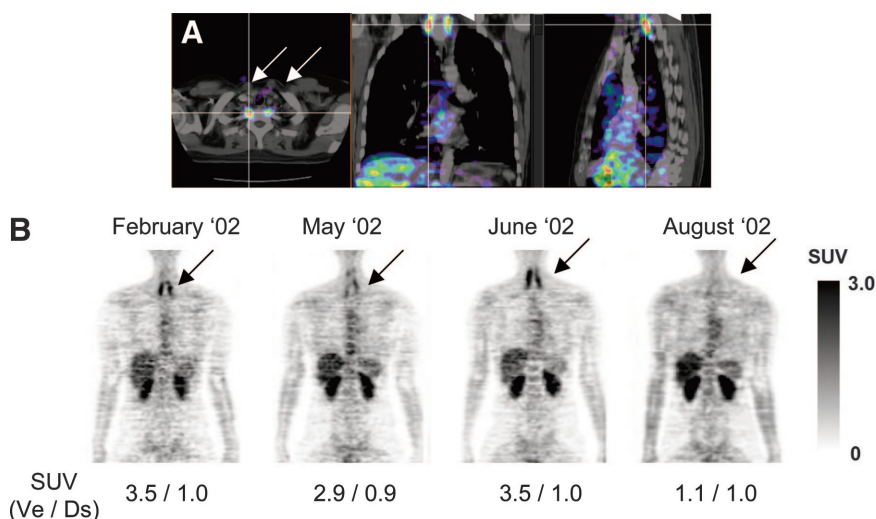 A
B
February ‘02 May ‘02 June ‘02 August ‘02
SUV
3.0
0
SUV
(Ve / Ds)
3.5 / 1.0 2.9 / 0.9 3.5 / 1.0 1.1 / 1.0